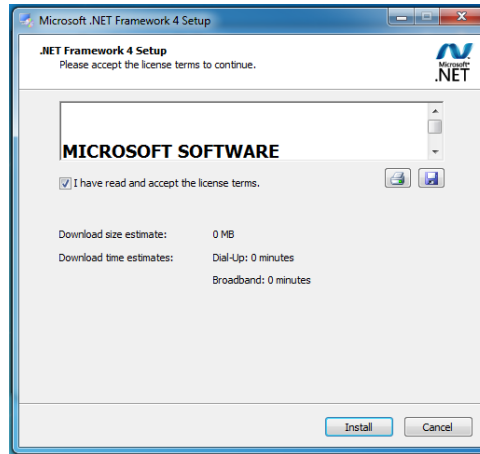 Microsoft .NET Framework 4 Setup
.NET Framework 4 Setup
Please accept the license terms to continue.
Microsoft
.NET
MICROSOFT SOFTWARE
I have read and accept the license terms.
Download size estimate: 0 MB
Download time estimates: Dial-Up: 0 minutes
Broadband: 0 minutes
Install Cancel